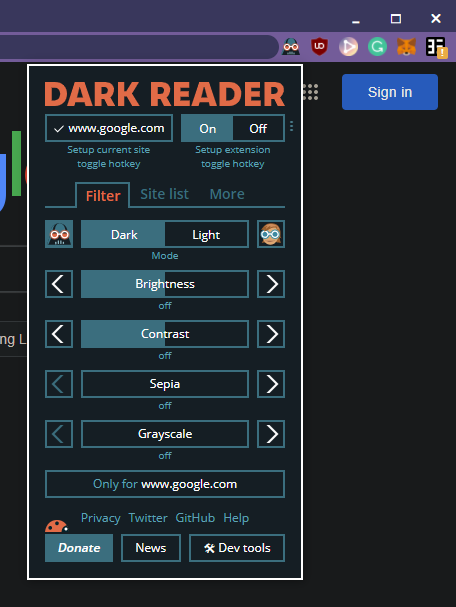 DARK READER
www.google.com On Off
Setup current site
toggle hotkey
Setup extension
toggle hotkey
Sign in
Filter Site list More
Dark Light
Mode
Brightness
off
ng L
Contrast
off
Sepia
off
Grayscale
off
Only for www.google.com
Privacy Twitter GitHub Help
Donate News Dev tools